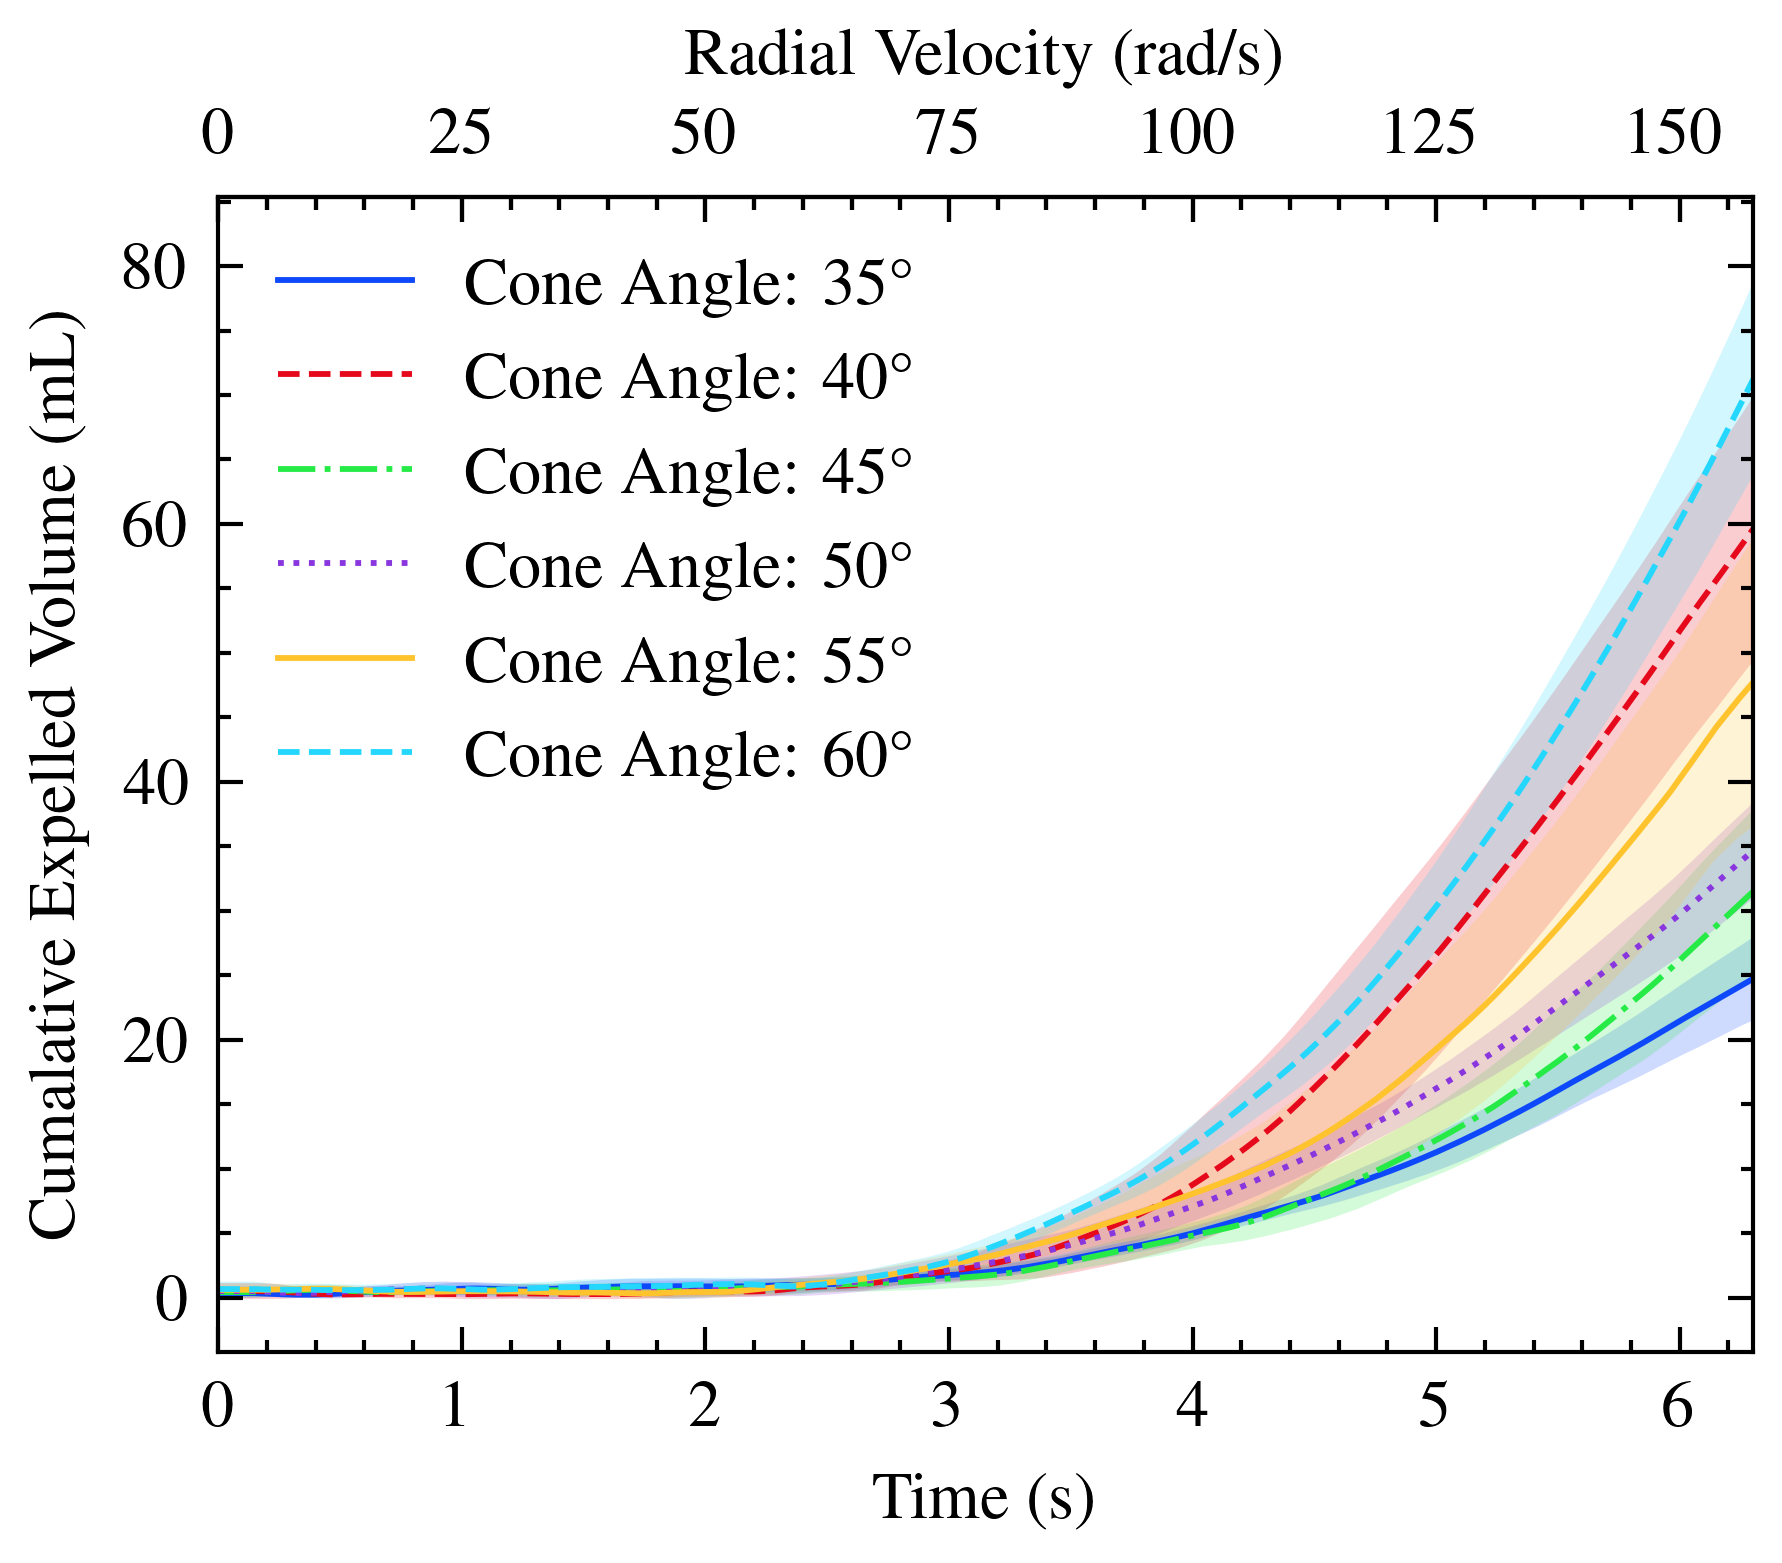 Radial Velocity (rad/s)
0 25 50 75 100 125 150
80
60
40
20
0
Cumalative Expelled Volume (mL)
Cone Angle: 35°
Cone Angle: 40°
Cone Angle: 45°
Cone Angle: 50°
Cone Angle: 55°
Cone Angle: 60°
0 1 2 3 4 5 6
Time (s)